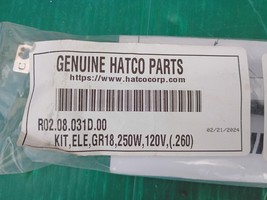 GENUINE HATCO PARTS
https://www.hatcocorp.com
R02.08.031D.00
02/21/2024
KIT,ELE,GR18,250W,120V,(.260)